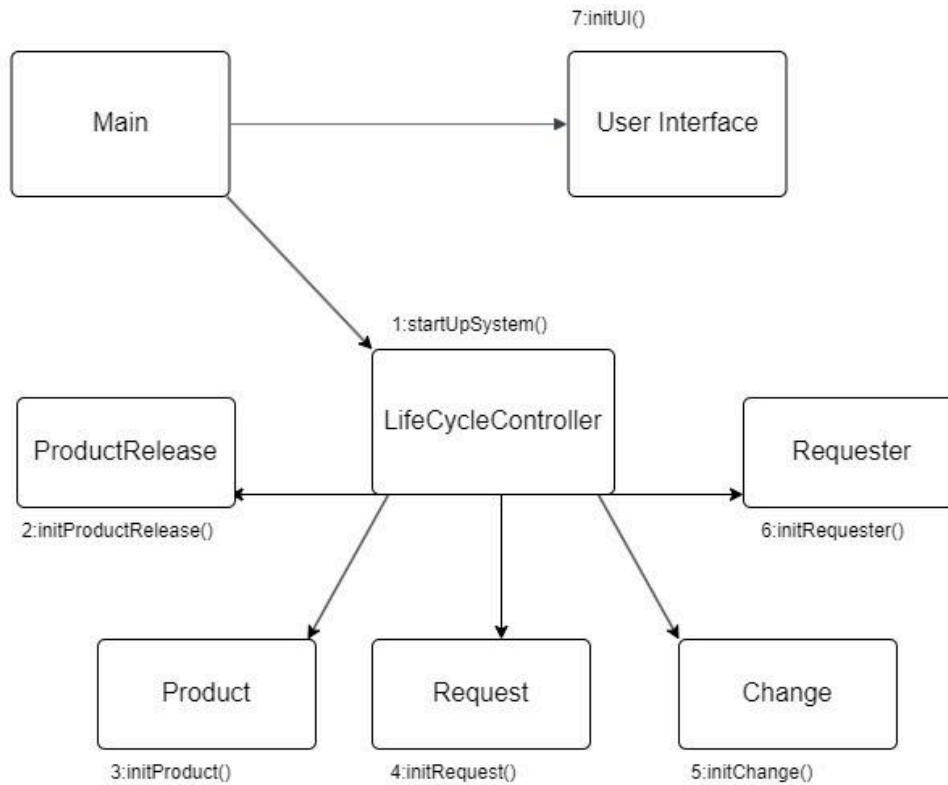 7:initUI()
Main
User Interface
1:startUpSystem()
LifeCycleController
ProductRelease
Requester
2:initProductRelease()
6:initRequester()
Product
Request
Change
3:initProduct()
4:initRequest()
5:initChange()